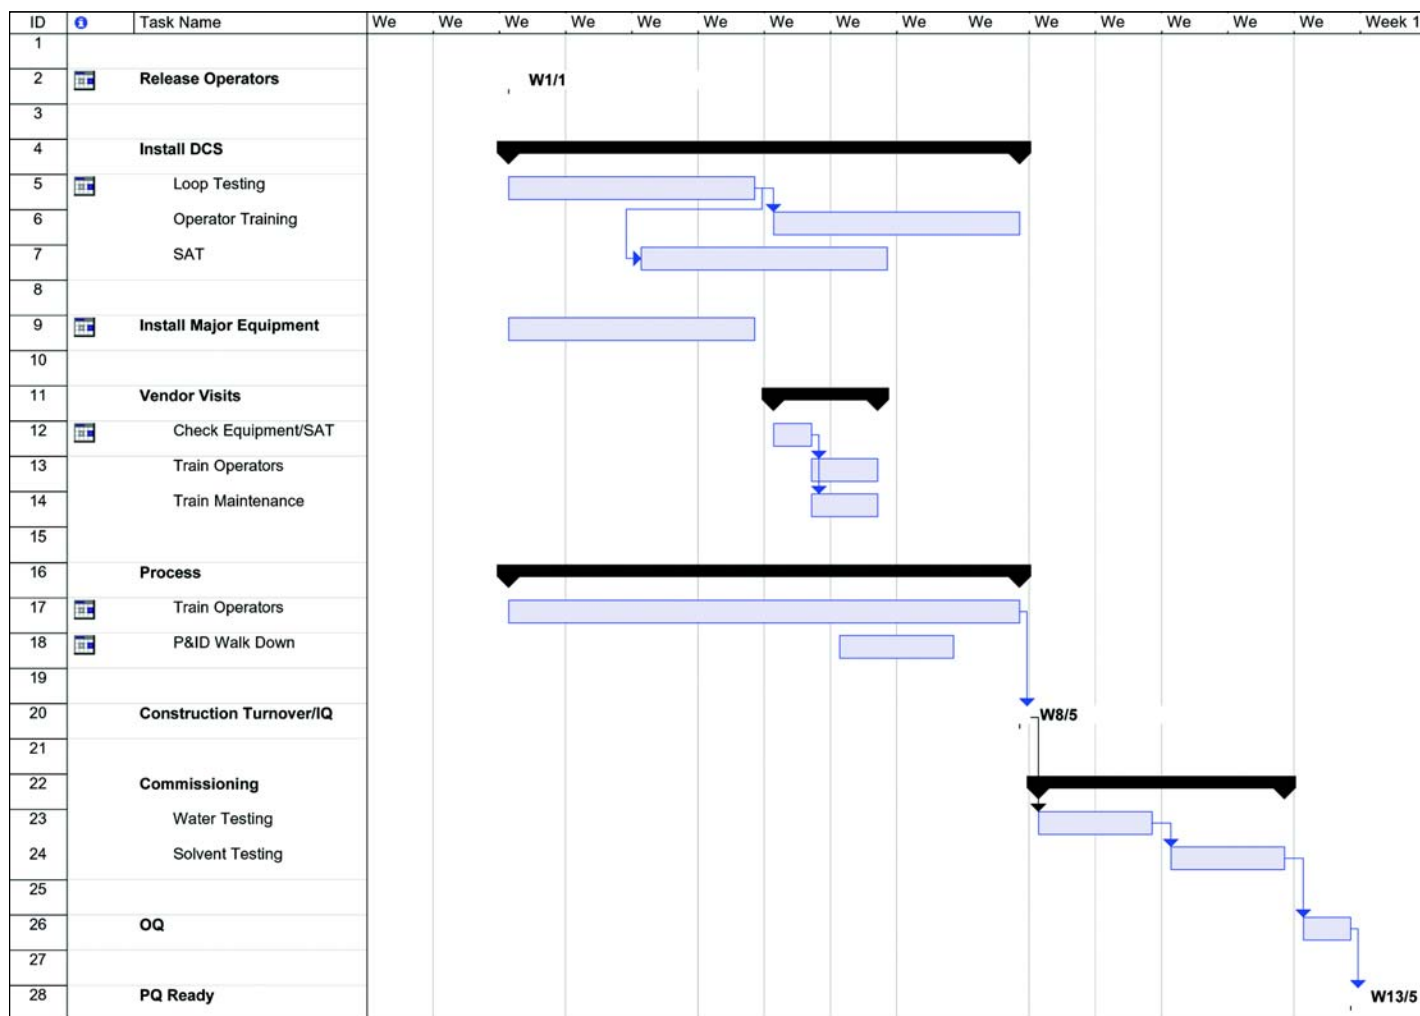 ID Task Name We We We We We We We We We We We We We We We Week 1
1
2 Release Operators W1/1
3
4 Install DCS
5 Loop Testing
6 Operator Training
7 SAT
8
9 Install Major Equipment
10
11 Vendor Visits
12 Check Equipment/SAT
13 Train Operators
14 Train Maintenance
15
16 Process
17 Train Operators
18 P&ID Walk Down
19
20 Construction Turnover/IQ W8/5
21
22 Commissioning
23 Water Testing
24 Solvent Testing
25
26 OQ
27
28 PQ Ready W13/5